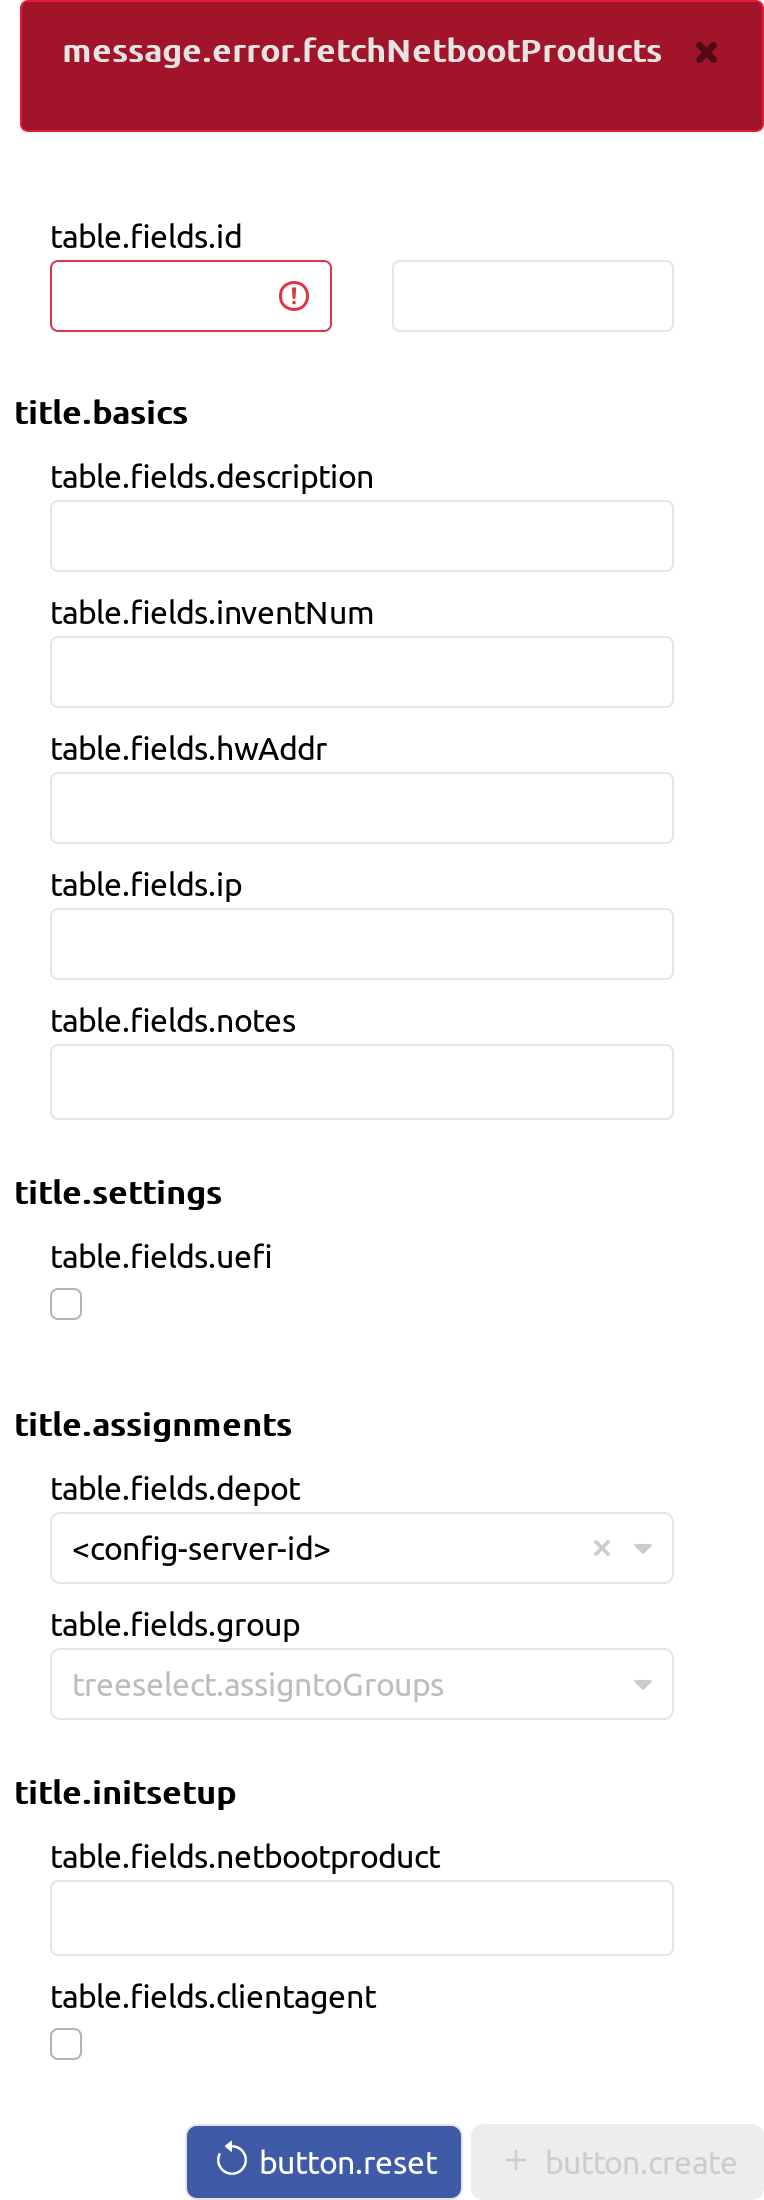 message.error.fetchNetbootProducts
table.fields.id
title.basics
table.fields.description
table.fields.inventNum
table.fields.hwAddr
table.fields.ip
table.fields.notes
title.settings
table.fields.uefi
title.assignments
table.fields.depot
<config-server-id>
table.fields.group
treeselect.assigntoGroups
title.initsetup
table.fields.netbootproduct
table.fields.clientagent
button.reset
button.create